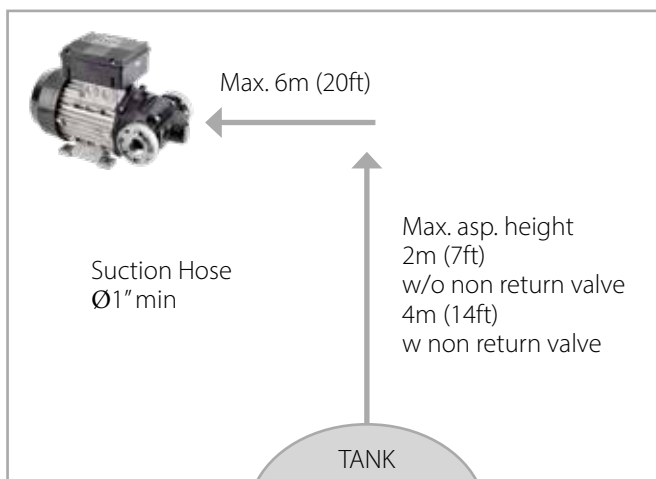 Max. 6m (20ft)
Max. asp. height
2m (7ft)
w/o non return valve
4m (14ft)
w non return valve
Suction Hose
Ø1” min
TANK